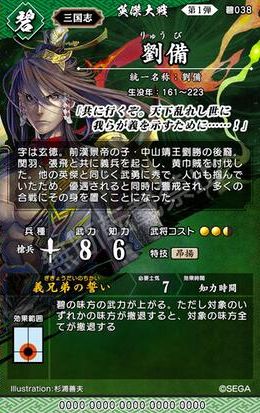 碧
三国志
英傑大戦
第1弾
碧038
りゅうび
劉備
統一名称:劉備
生没年:161~223
「共に行くぞ。天下乱れし世に
我らが義を示すために……!」
字は玄徳。前漢景帝の子・中山靖王劉勝の後裔。
関羽、張飛と共に義兵を起こし、黄巾賊を討伐し
た。他の英傑と同じく武勇に秀で、人心も掴んで
いたため、優遇されると同時に警戒され、多くの
合戦にその身を置くことになる。
兵種 武力 知力 武将コスト
槍兵 8 6
特技 昂揚
ぎきょうだいのちかい
義兄弟の誓い
必要士気
7
効果時間
知力時間
効果範囲
碧の味方の武力が上がる。ただし対象のい
ずれかの味方が撤退すると、対象の味方全
てが撤退する
Illustration:杉浦善夫
©SEGA
0000-0000-0000-0000-0000